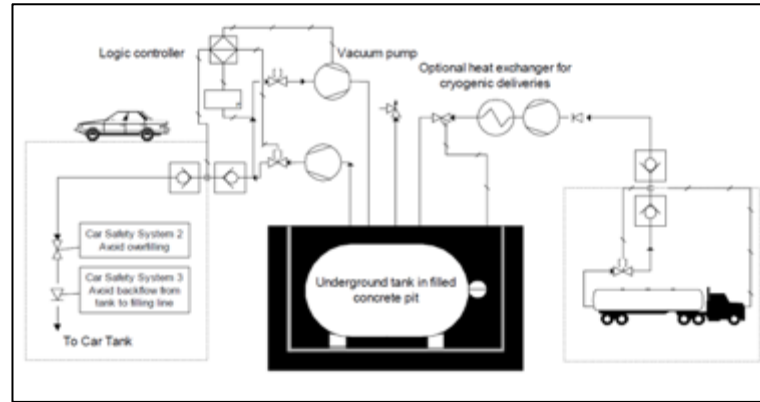 Logic controller
Vacuum pump
Optional heat exchanger for
cryogenic deliveries
Car Safety System 2
Avoid overfilling
Car Safety System 3
Avoid backflow from
tank to filling line
To Car Tank
Underground tank in filled
concrete pit